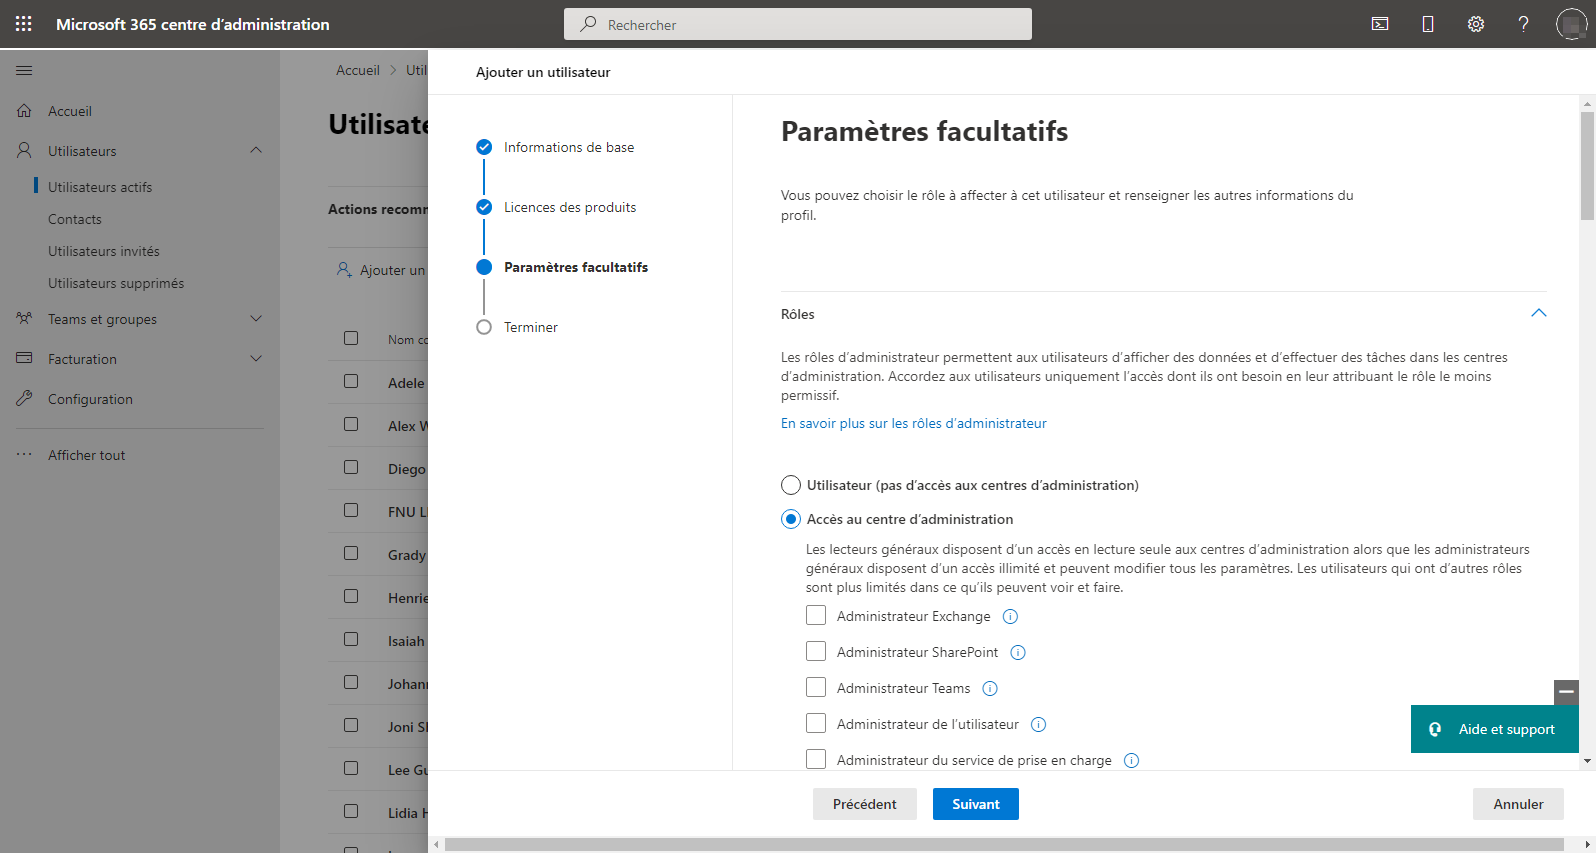 Microsoft 365 centre d’administration
Rechercher
Accueil
Utilisateurs
Utilisateurs actifs
Contacts
Utilisateurs invités
Utilisateurs supprimés
Teams et groupes
Facturation
Configuration
Afficher tout
Accueil > Util
Utilisate
Actions recomm
Ajouter un
Nom co
Adele
Alex W
Diego
FNU L
Grady
Henrie
Isaiah
Johann
Joni Sh
Lee Gu
Lidia H
Ajouter un utilisateur
Informations de base
Licences des produits
Paramètres facultatifs
Terminer
Paramètres facultatifs
Vous pouvez choisir le rôle à affecter à cet utilisateur et renseigner les autres informations du
profil.
Rôles
Les rôles d’administrateur permettent aux utilisateurs d’afficher des données et d’effectuer des tâches dans les centres
d’administration. Accordez aux utilisateurs uniquement l’accès dont ils ont besoin en leur attribuant le rôle le moins
permissif.
En savoir plus sur les rôles d’administrateur
Utilisateur (pas d’accès aux centres d’administration)
Accès au centre d’administration
Les lecteurs généraux disposent d’un accès en lecture seule aux centres d’administration alors que les administrateurs
généraux disposent d’un accès illimité et peuvent modifier tous les paramètres. Les utilisateurs qui ont d’autres rôles
sont plus limités dans ce qu’ils peuvent voir et faire.
Administrateur Exchange
Administrateur SharePoint
Administrateur Teams
Administrateur de l’utilisateur
Administrateur du service de prise en charge
Aide et support
Précédent
Suivant
Annuler